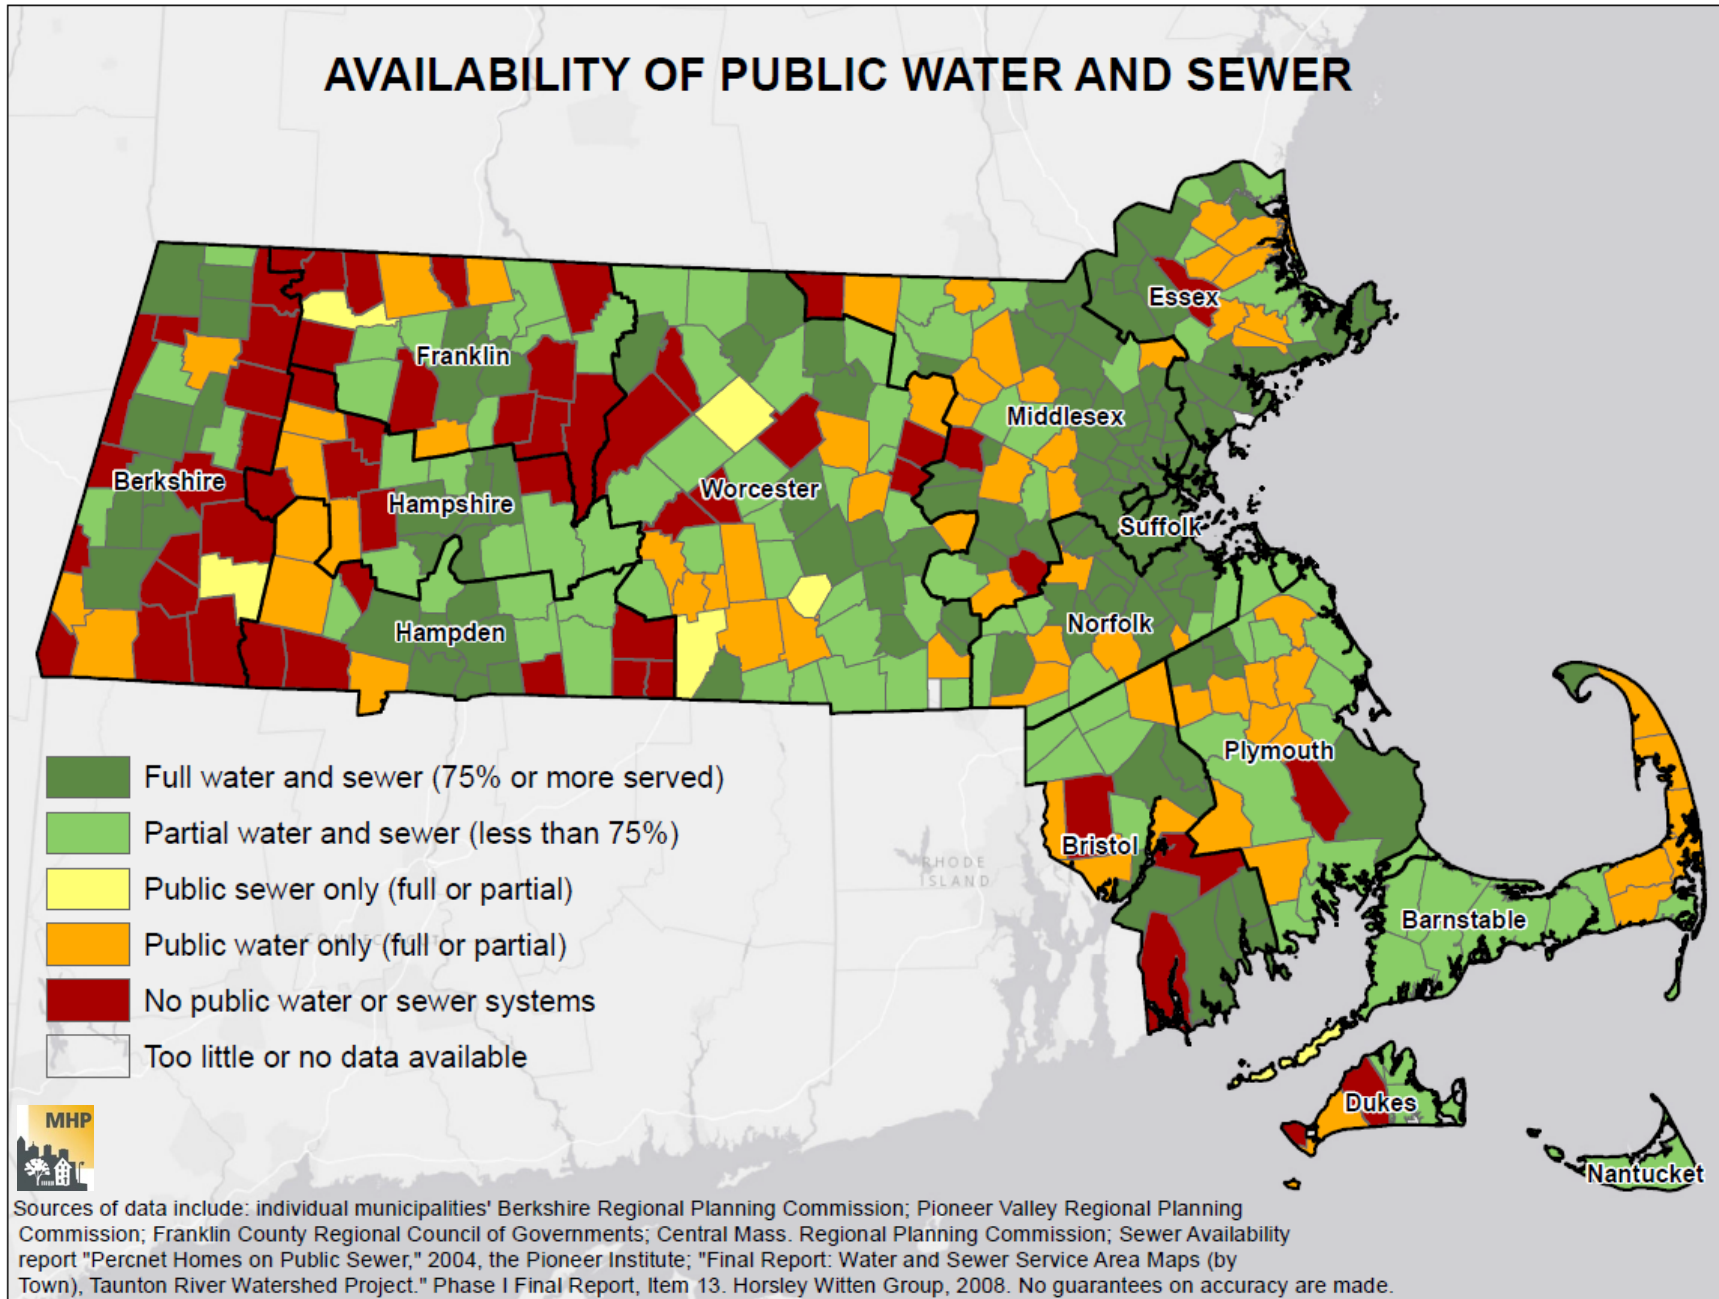 AVAILABILITY OF PUBLIC WATER AND SEWER
Essex
Franklin
Middlesex
Berkshire
Hampshire
Worcester
Suffolk
Hampden
Norfolk
Plymouth
Bristol
Barnstable
Dukes
Nantucket
RHODE
ISLAND
CONNECTICUT
Full water and sewer (75% or more served)
Partial water and sewer (less than 75%)
Public sewer only (full or partial)
Public water only (full or partial)
No public water or sewer systems
Too little or no data available
MHP
Sources of data include: individual municipalities' Berkshire Regional Planning Commission; Pioneer Valley Regional Planning
Commission; Franklin County Regional Council of Governments; Central Mass. Regional Planning Commission; Sewer Availability
report "Percnet Homes on Public Sewer," 2004, the Pioneer Institute; "Final Report: Water and Sewer Service Area Maps (by
Town), Taunton River Watershed Project." Phase I Final Report, Item 13. Horsley Witten Group, 2008. No guarantees on accuracy are made.